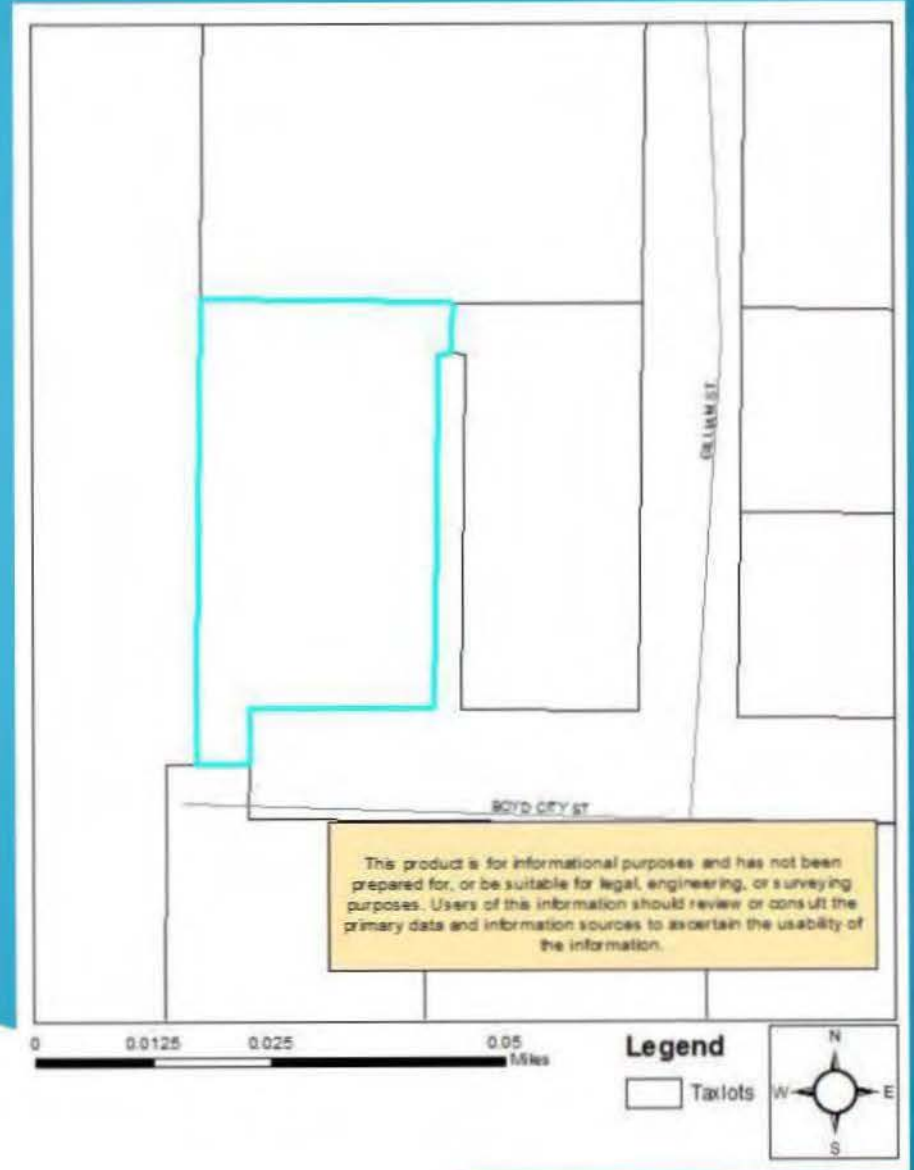 GILLIAM ST
BOYD CITY ST
This product is for informational purposes and has not been
prepared for, or be suitable for legal, engineering, or surveying
purposes. Users of this information should review or consult the
primary data and information sources to ascertain the usability of
the information.
0 0.0125 0.025 0.05
Miles
Legend
Taxlots
N
W E
S